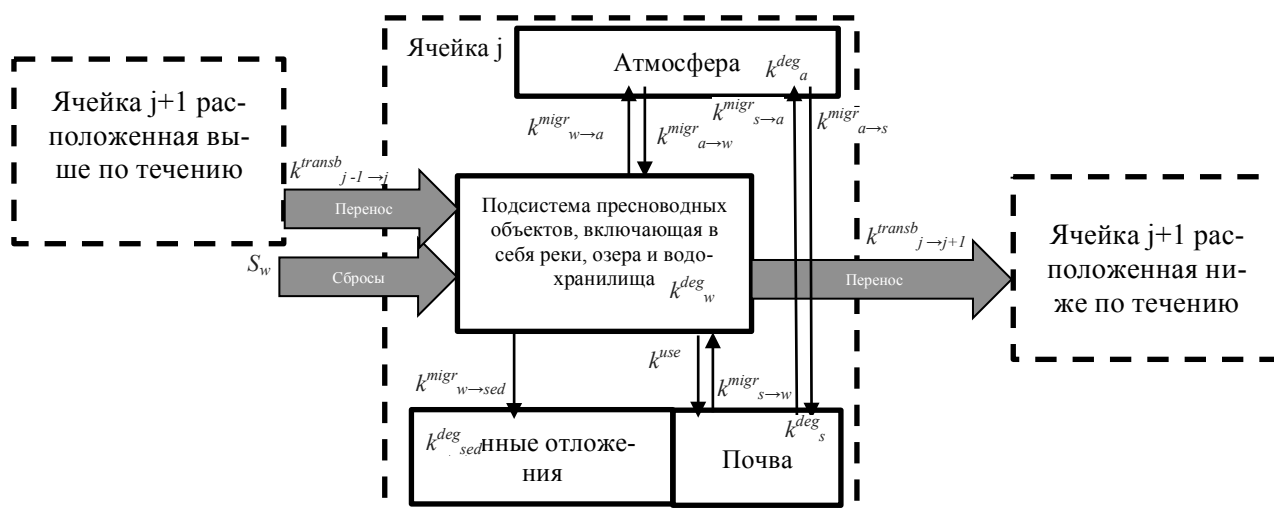 Ячейка j
Атмосфера k^deg_a
Ячейка j+1 рас-
положенная вы-
ше по течению
k^migr_w→a
k^migr_a→w
k^migr_s→a
k^migr_a→s
k^transb_j-1→j
Перенос
S_w
Сбросы
Подсистема пресноводных
объектов, включающая в
себя реки, озера и водо-
хранилища k^deg_w
k^transb_j→j+1
Перенос
Ячейка j+1 рас-
положенная ни-
же по течению
k^migr_w→sed
k^use
k^migr_s→w
k^deg_sed нные отложе-
ния
k^deg_s
Почва